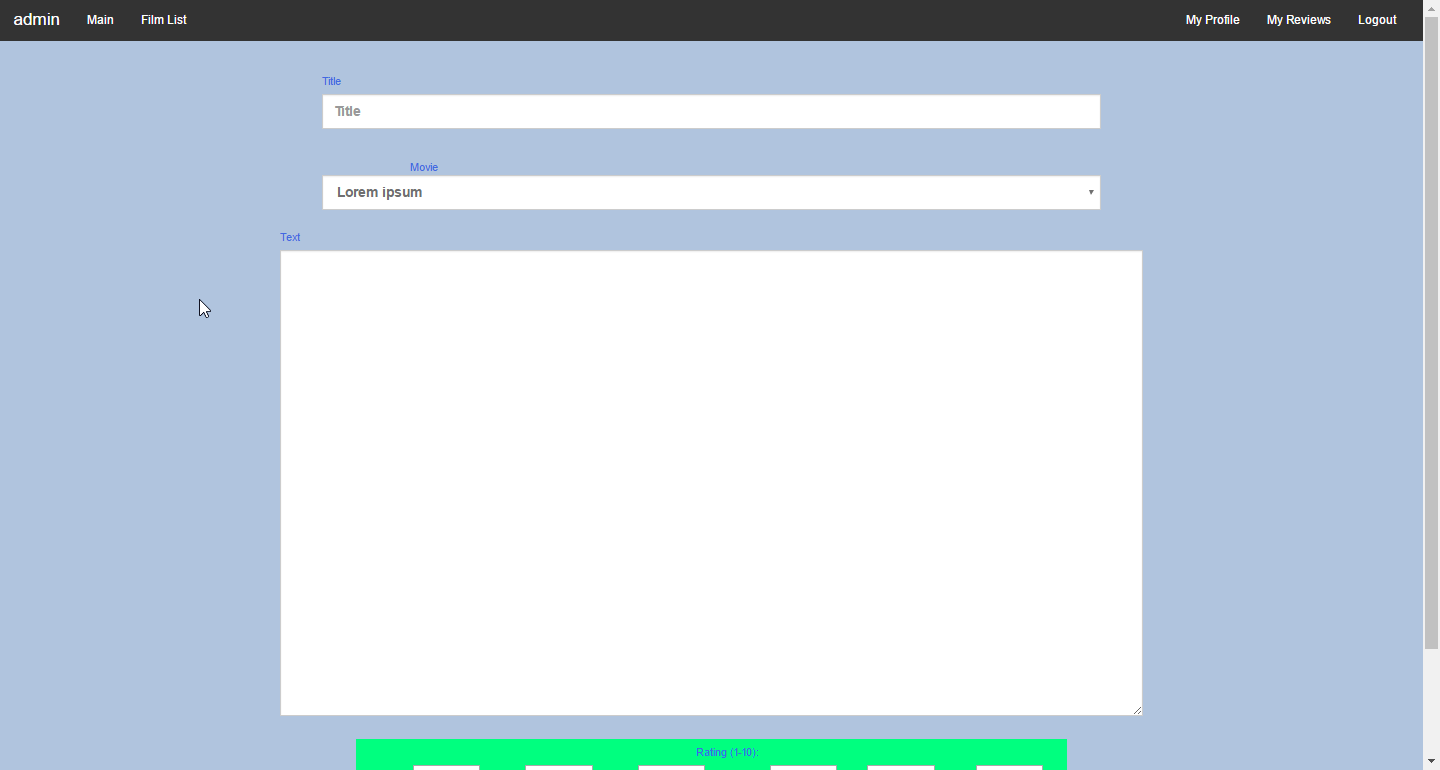 admin Main Film List My Profile My Reviews Logout
Title
Title
Movie
Lorem ipsum
Text
Rating (1-10):